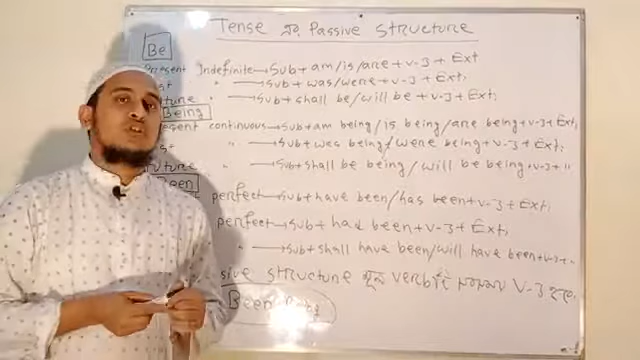 Tense এর Passive Structure
Be
Present Indefinite→Sub+am/is/are+v-3+Ext
" →Sub+was/were+v-3+Ext.
" →Sub+shall be/will be+v-3+Ext.
Being
continuous→Sub+am being/is being/are being+v-3+Ext.
" →Sub+was being/were being+v-3+Ext.
" →Sub+shall be being/will be being+v-3+"
Been
perfect→Sub+have been/has been+v-3+Ext.
perfect→Sub+had been+v-3+Ext.
" →Sub+shall have been/will have been+v-3+"
structure মূল verbটির V-3 হবে
Been